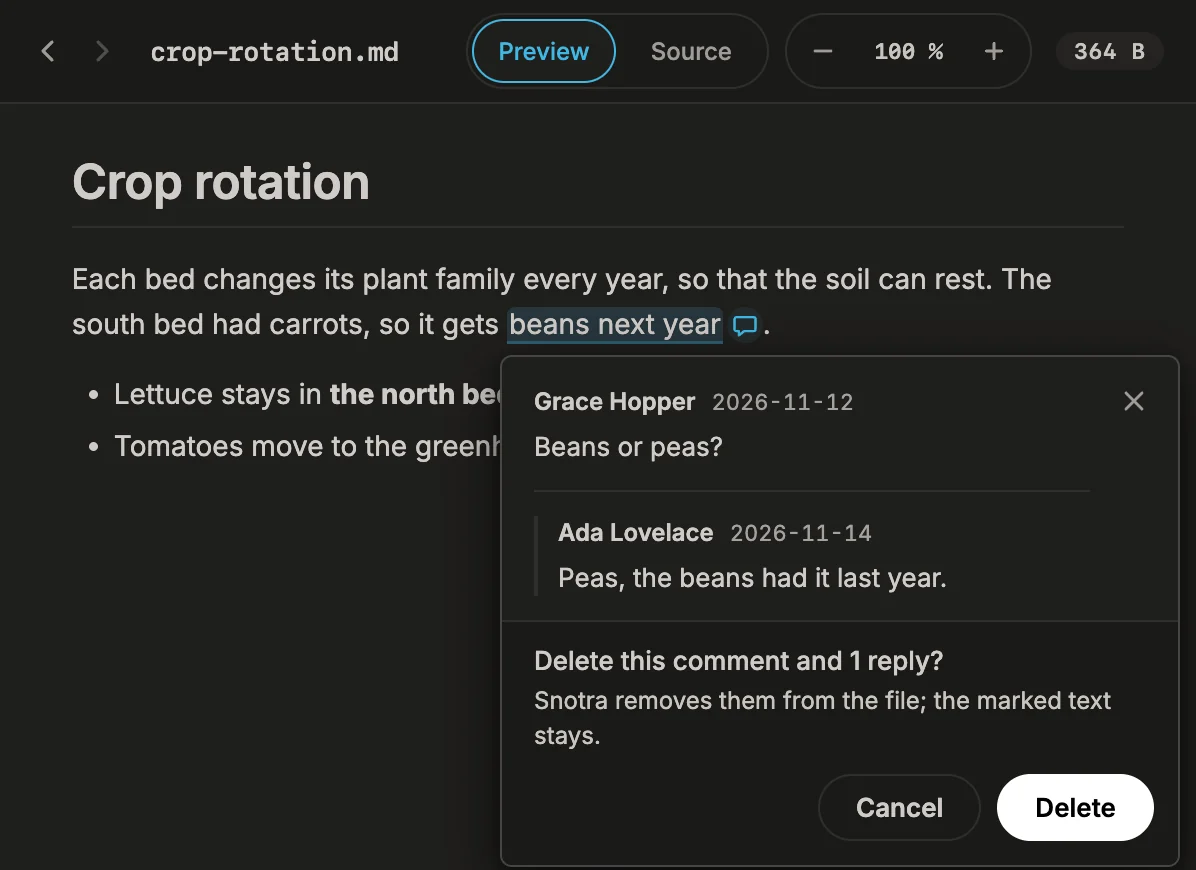 crop-rotation.md
Preview
Source
100 %
364 B
Crop rotation
Each bed changes its plant family every year, so that the soil can rest. The
south bed had carrots, so it gets beans next year.
Lettuce stays in the north
Tomatoes move to the
Grace Hopper 2026-11-12
Beans or peas?
Ada Lovelace 2026-11-14
Peas, the beans had it last year.
Delete this comment and 1 reply?
Snotra removes them from the file; the marked text
stays.
Cancel
Delete